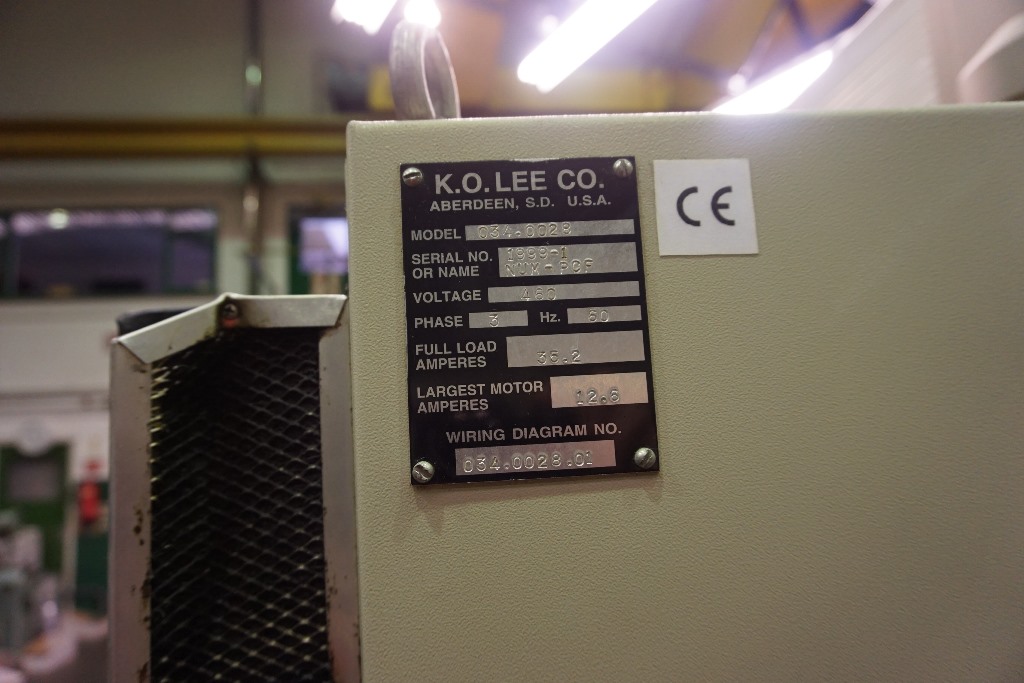 K.O. LEE CO.
ABERDEEN, S.D. U.S.A.
CE
MODEL 034.0028
SERIAL NO. 1999-1
OR NAME NUM-PCF
VOLTAGE 460
PHASE 3 Hz. 60
FULL LOAD
AMPERES 35.2
LARGEST MOTOR
AMPERES 12.5
WIRING DIAGRAM NO.
034.0028.01